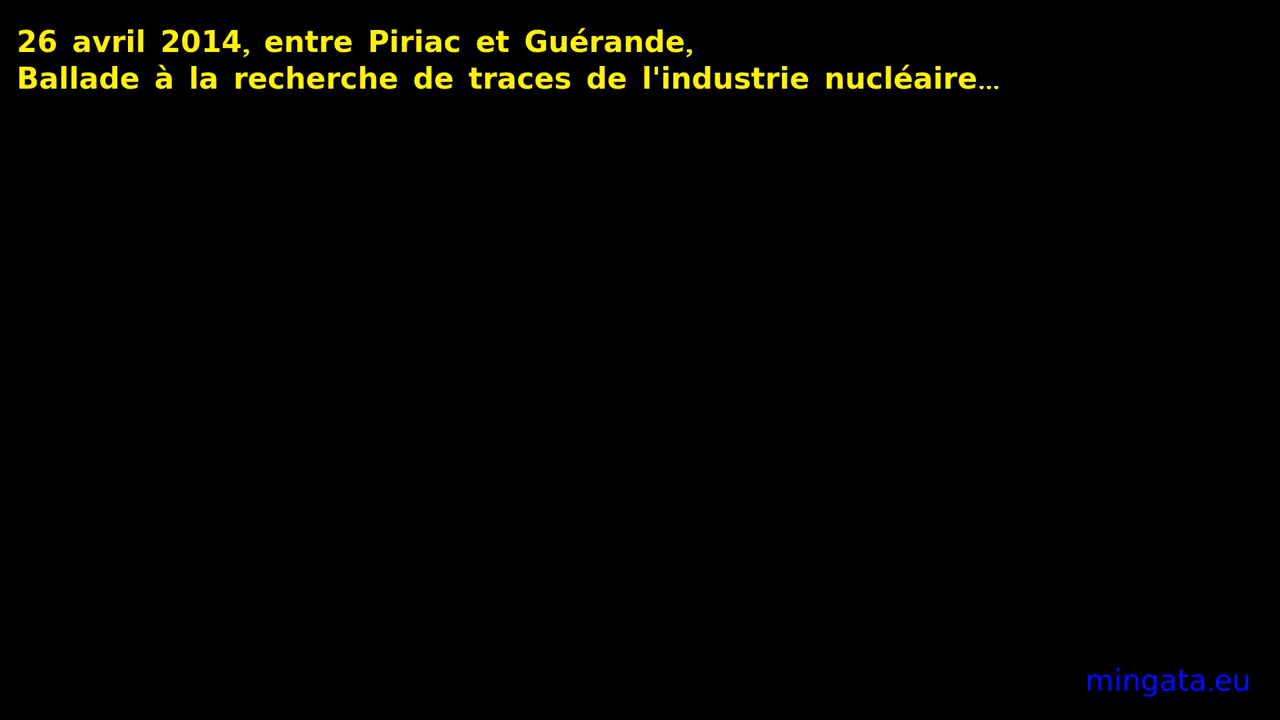 26 avril 2014, entre Piriac et Guérande,
Ballade à la recherche de traces de l'industrie nucléaire...
mingata.eu